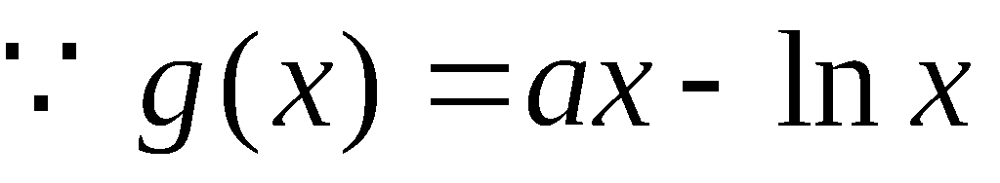 ∵ g(x)=ax- ln x